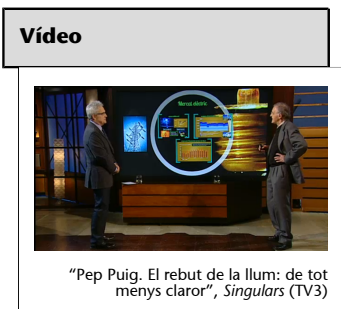 Vídeo
Mercat elèctric
“Pep Puig. El rebut de la llum: de tot
menys claror”, Singulars (TV3)